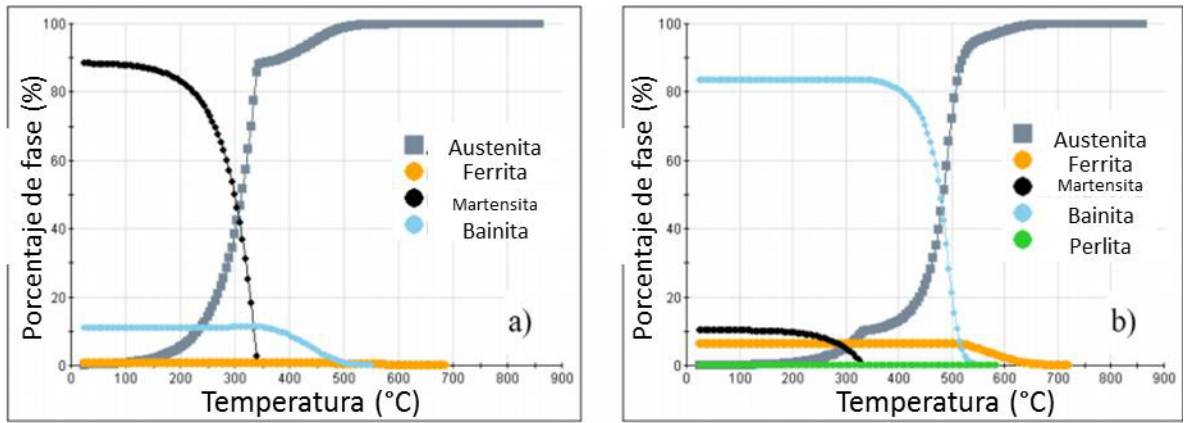 Porcentaje de fase (%)
100
80
60
40
20
0
Austenita
Ferrita
Martensita
Bainita
a)
0 100 200 300 400 500 600 700 800 900
Temperatura (°C)
Porcentaje de fase (%)
100
80
60
40
20
0
Austenita
Ferrita
Martensita
Bainita
Perlita
b)
0 100 200 300 400 500 600 700 800 900
Temperatura (°C)